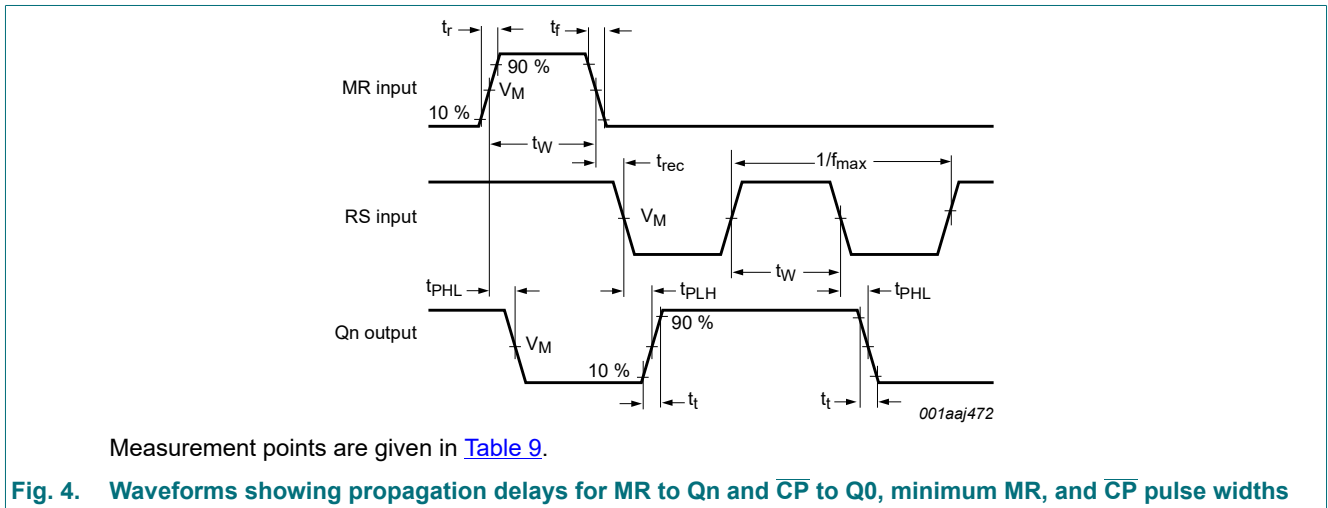 tr tf
90 %
MR input
VM
10 %
tW
trec 1/fmax
RS input VM
tW
tPHL tPLH tPHL
90 %
Qn output
VM
10 %
tt tt
001aaj472
Measurement points are given in Table 9.
Fig. 4. Waveforms showing propagation delays for MR to Qn and C̅P̅ to Q0, minimum MR, and C̅P̅ pulse widths